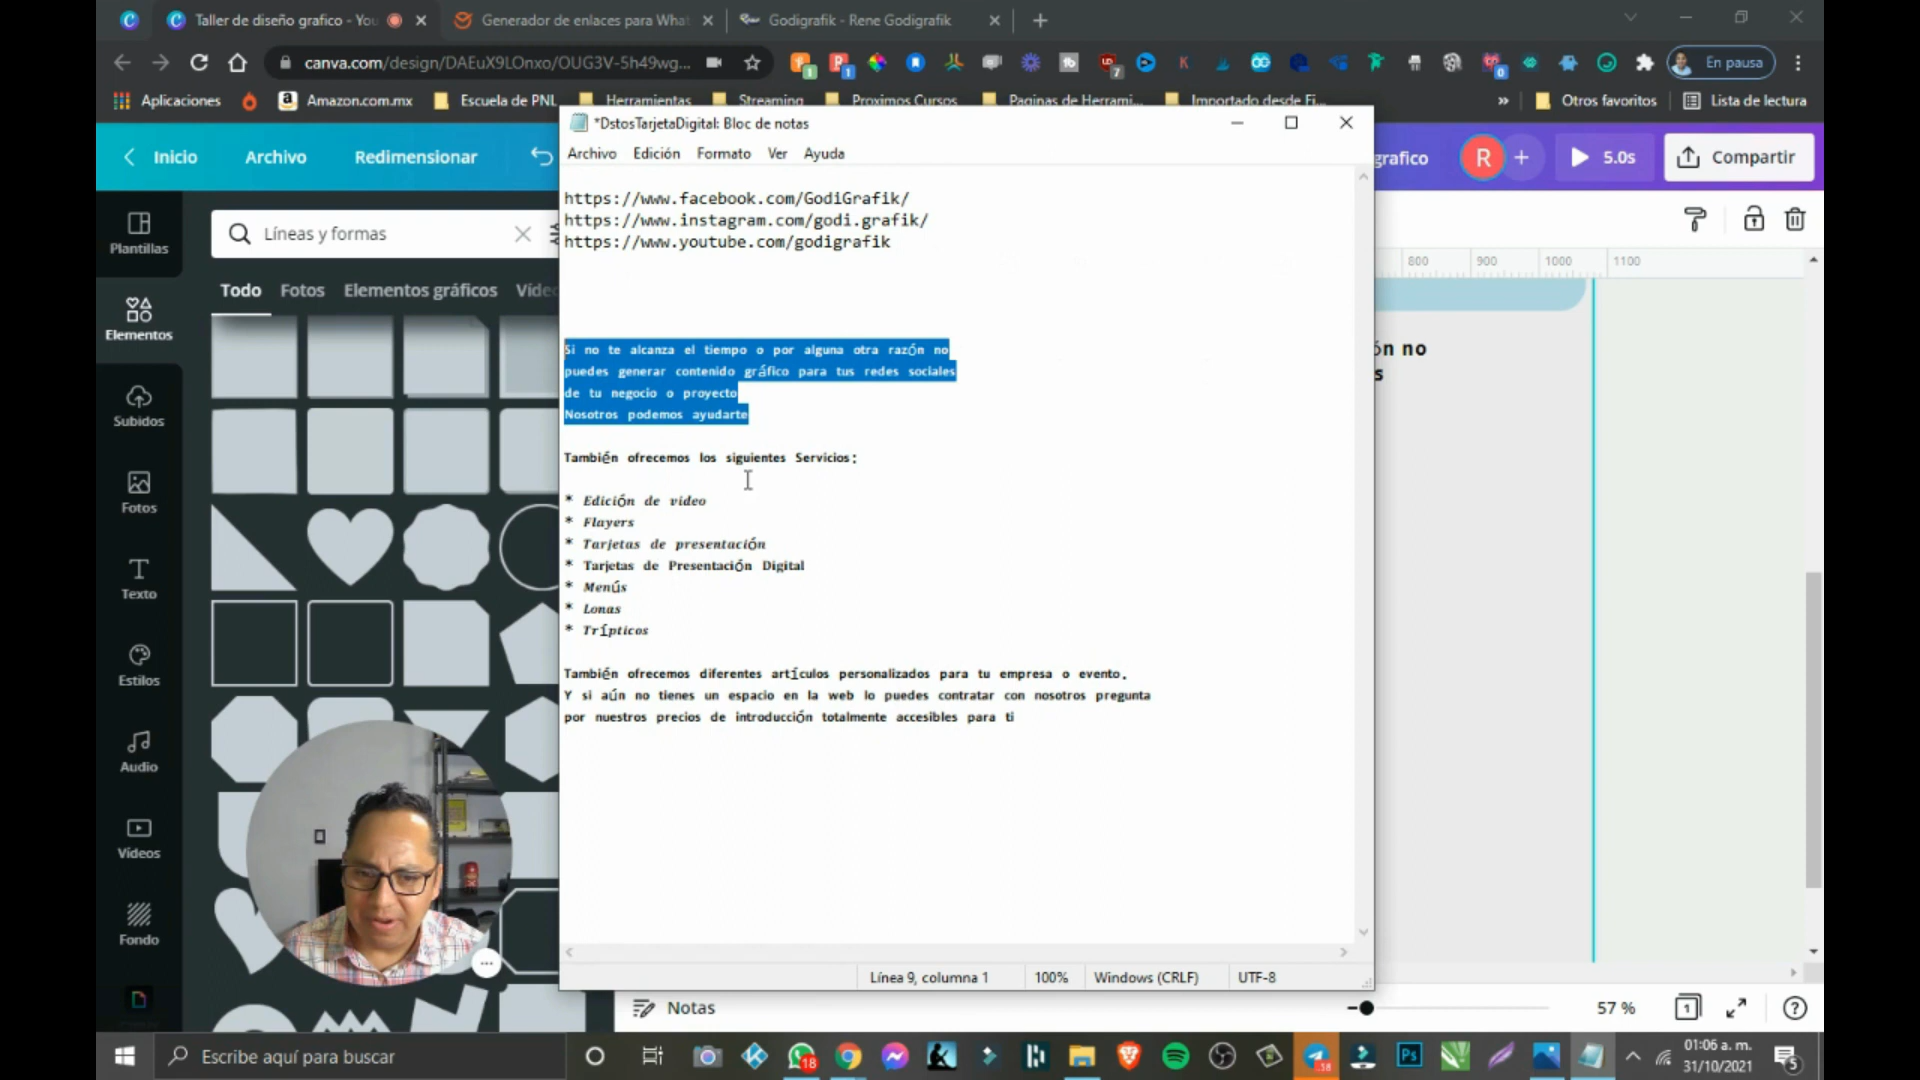 Taller de diseño grafico - You
Generador de enlaces para What
Godigrafik - Rene Godigrafik
canva.com/design/DAEuX9LOnxo/OUG3V-5h49wg...
En pausa
Aplicaciones
Amazon.com.mx
Escuela de PNL
Herramientas
Streaming
Proximos Cursos
Paginas de Herrami...
Importado desde Fi...
»
Otros favoritos
Lista de lectura
*DstosTarjetaDigital: Bloc de notas
Archivo Edición Formato Ver Ayuda
Inicio
Archivo
Redimensionar
grafico
R
+
5.0s
Compartir
Plantillas
Elementos
Subidos
Fotos
Texto
Estilos
Audio
Vídeos
Fondo
Líneas y formas
Todo
Fotos
Elementos gráficos
Víde
800 900 1000 1100
https://www.facebook.com/GodiGrafik/
https://www.instagram.com/godi.grafik/
https://www.youtube.com/godigrafik
Si no te alcanza el tiempo o por alguna otra razón no
puedes generar contenido gráfico para tus redes sociales
de tu negocio o proyecto
Nosotros podemos ayudarte
También ofrecemos los siguientes Servicios:
* Edición de video
* Flayers
* Tarjetas de presentación
* Tarjetas de Presentación Digital
* Menús
* Lonas
* Trípticos
También ofrecemos diferentes artículos personalizados para tu empresa o evento.
Y si aún no tienes un espacio en la web lo puedes contratar con nosotros pregunta
por nuestros precios de introducción totalmente accesibles para ti
ón no
s
Línea 9, columna 1
100%
Windows (CRLF)
UTF-8
Notas
57 %
1
Escribe aquí para buscar
18
Ps
01:06 a. m.
31/10/2021
5